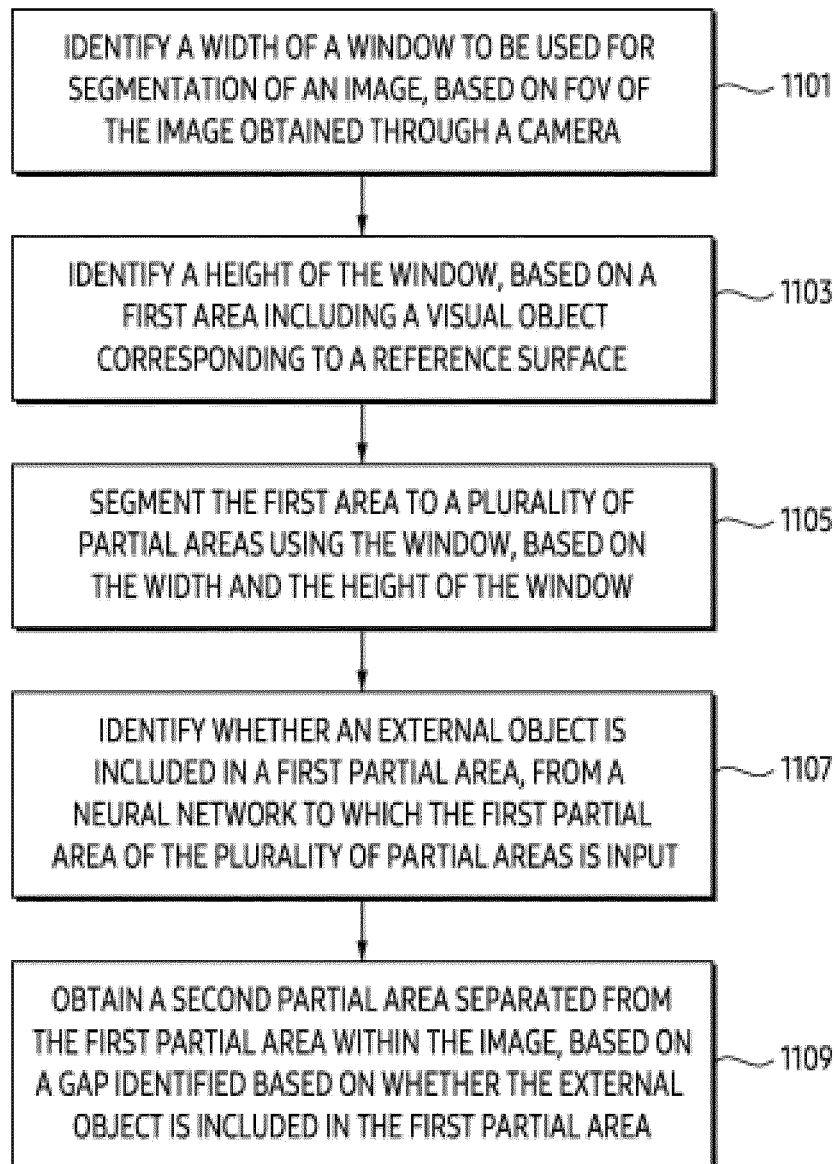 IDENTIFY A WIDTH OF A WINDOW TO BE USED FOR
SEGMENTATION OF AN IMAGE, BASED ON FOV OF
THE IMAGE OBTAINED THROUGH A CAMERA
1101
IDENTIFY A HEIGHT OF THE WINDOW, BASED ON A
FIRST AREA INCLUDING A VISUAL OBJECT
CORRESPONDING TO A REFERENCE SURFACE
1103
SEGMENT THE FIRST AREA TO A PLURALITY OF
PARTIAL AREAS USING THE WINDOW, BASED ON
THE WIDTH AND THE HEIGHT OF THE WINDOW
1105
IDENTIFY WHETHER AN EXTERNAL OBJECT IS
INCLUDED IN A FIRST PARTIAL AREA, FROM A
NEURAL NETWORK TO WHICH THE FIRST PARTIAL
AREA OF THE PLURALITY OF PARTIAL AREAS IS INPUT
1107
OBTAIN A SECOND PARTIAL AREA SEPARATED FROM
THE FIRST PARTIAL AREA WITHIN THE IMAGE, BASED ON
A GAP IDENTIFIED BASED ON WHETHER THE EXTERNAL
OBJECT IS INCLUDED IN THE FIRST PARTIAL AREA
1109